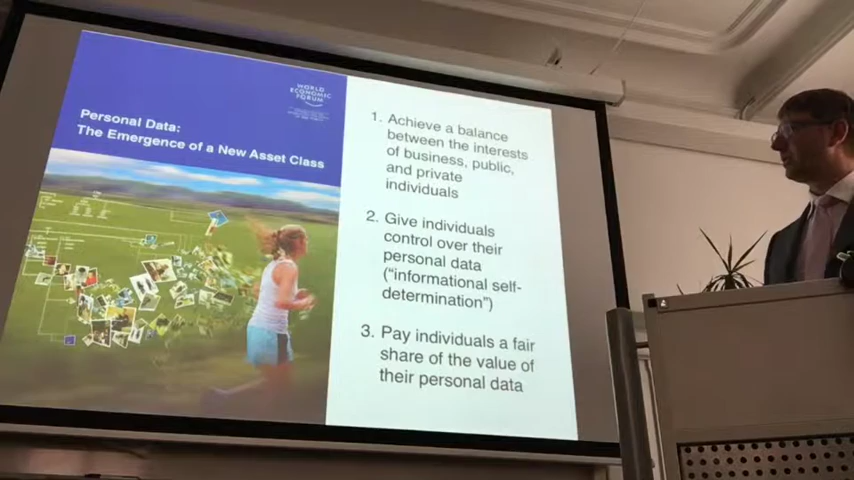 WORLD
ECONOMIC
FORUM
Personal Data:
The Emergence of a New Asset Class
1. Achieve a balance
between the interests
of business, public,
and private
individuals
2. Give individuals
control over their
personal data
("informational self-
determination")
3. Pay individuals a fair
share of the value of
their personal data